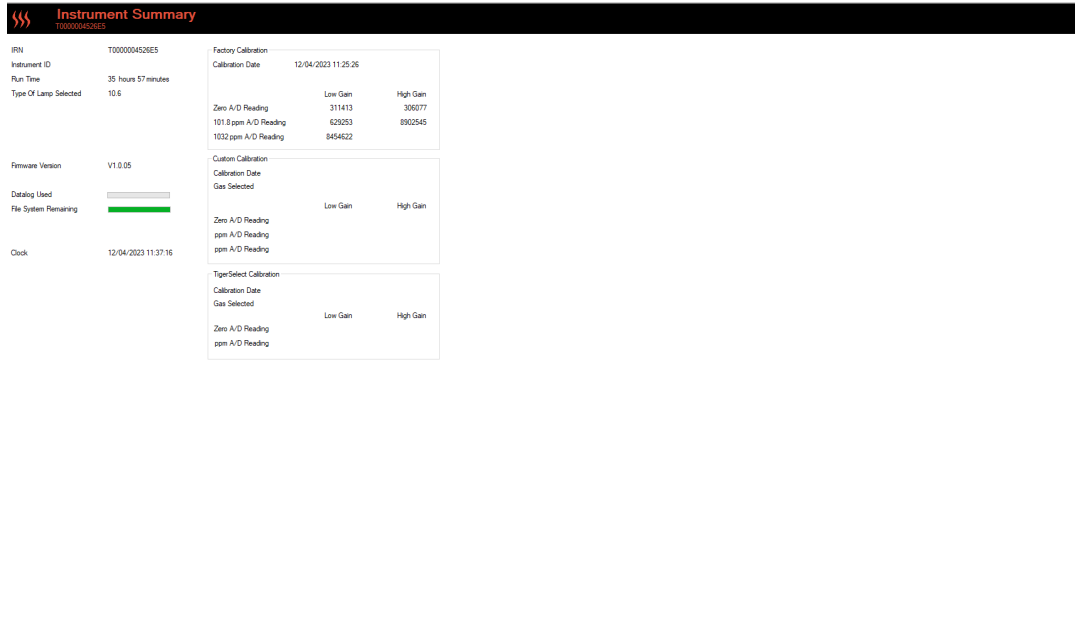 Instrument Summary
T0000004526E5
IRN T0000004526E5
Instrument ID
Run Time 35 hours 57 minutes
Type Of Lamp Selected 10.6
Firmware Version V1.0.05
Datalog Used
File System Remaining
Clock 12/04/2023 11:37:16
Factory Calibration
Calibration Date 12/04/2023 11:25:26
Low Gain High Gain
Zero A/D Reading 311413 306077
101.8 ppm A/D Reading 629253 8902545
1032 ppm A/D Reading 8454622
Custom Calibration
Calibration Date
Gas Selected
Low Gain High Gain
Zero A/D Reading
ppm A/D Reading
ppm A/D Reading
TigerSelect Calibration
Calibration Date
Gas Selected
Low Gain High Gain
Zero A/D Reading
ppm A/D Reading